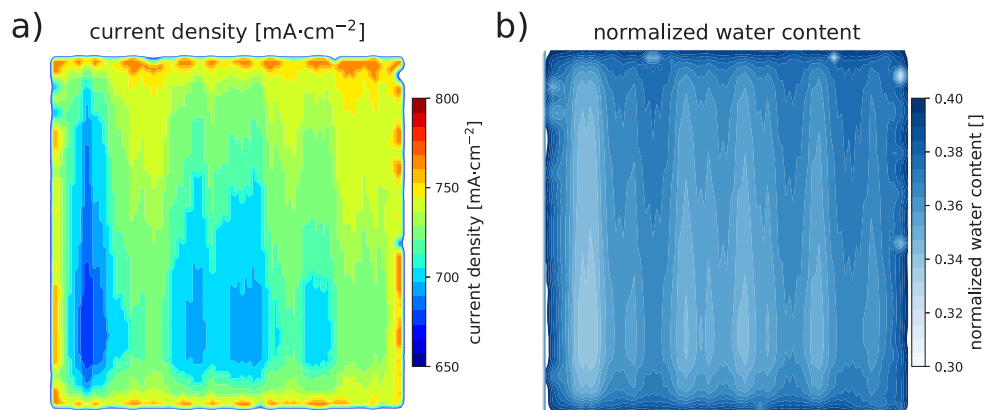 a)
current density [mA·cm⁻²]
800
750
700
650
current density [mA·cm⁻²]
b)
normalized water content
0.40
0.38
0.36
0.34
0.32
0.30
normalized water content []